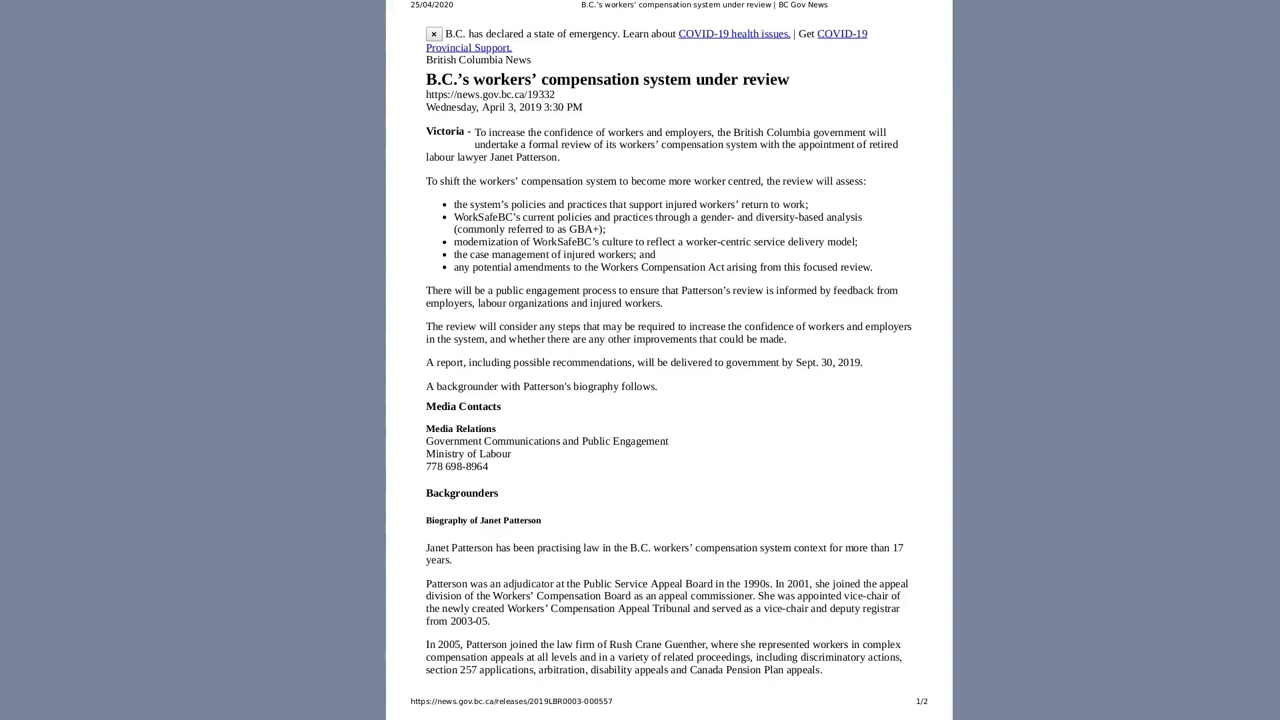 25/04/2020 B.C.’s workers’ compensation system under review | BC Gov News
× B.C. has declared a state of emergency. Learn about COVID-19 health issues. | Get COVID-19
Provincial Support.
British Columbia News
B.C.’s workers’ compensation system under review
https://news.gov.bc.ca/19332
Wednesday, April 3, 2019 3:30 PM
Victoria - To increase the confidence of workers and employers, the British Columbia government will
undertake a formal review of its workers’ compensation system with the appointment of retired
labour lawyer Janet Patterson.
To shift the workers’ compensation system to become more worker centred, the review will assess:
• the system’s policies and practices that support injured workers’ return to work;
• WorkSafeBC’s current policies and practices through a gender- and diversity-based analysis
(commonly referred to as GBA+);
• modernization of WorkSafeBC’s culture to reflect a worker-centric service delivery model;
• the case management of injured workers; and
• any potential amendments to the Workers Compensation Act arising from this focused review.
There will be a public engagement process to ensure that Patterson’s review is informed by feedback from
employers, labour organizations and injured workers.
The review will consider any steps that may be required to increase the confidence of workers and employers
in the system, and whether there are any other improvements that could be made.
A report, including possible recommendations, will be delivered to government by Sept. 30, 2019.
A backgrounder with Patterson's biography follows.
Media Contacts
Media Relations
Government Communications and Public Engagement
Ministry of Labour
778 698-8964
Backgrounders
Biography of Janet Patterson
Janet Patterson has been practising law in the B.C. workers’ compensation system context for more than 17
years.
Patterson was an adjudicator at the Public Service Appeal Board in the 1990s. In 2001, she joined the appeal
division of the Workers’ Compensation Board as an appeal commissioner. She was appointed vice-chair of
the newly created Workers’ Compensation Appeal Tribunal and served as a vice-chair and deputy registrar
from 2003-05.
In 2005, Patterson joined the law firm of Rush Crane Guenther, where she represented workers in complex
compensation appeals at all levels and in a variety of related proceedings, including discriminatory actions,
section 257 applications, arbitration, disability appeals and Canada Pension Plan appeals.
https://news.gov.bc.ca/releases/2019LBR0003-000557 1/2